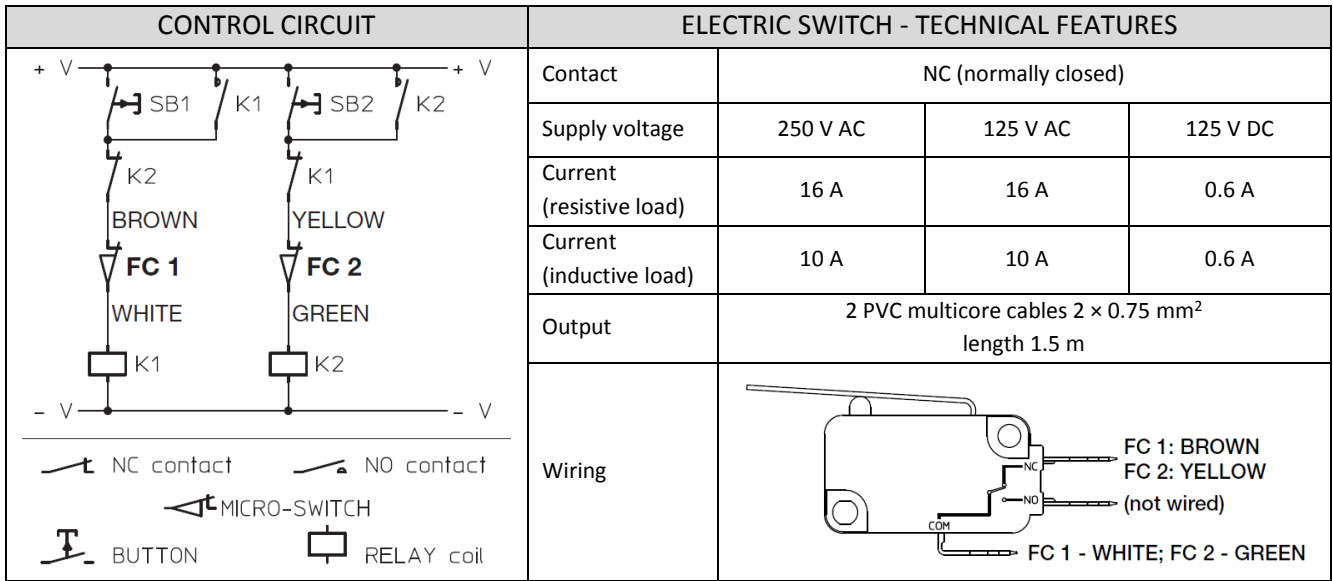 CONTROL CIRCUIT
ELECTRIC SWITCH - TECHNICAL FEATURES
+ V
+ V
SB1
K1
SB2
K2
K2
K1
BROWN
YELLOW
FC 1
FC 2
WHITE
GREEN
K1
K2
– V
– V
NC contact
NO contact
MICRO-SWITCH
BUTTON
RELAY coil
Contact
NC (normally closed)
Supply voltage
250 V AC
125 V AC
125 V DC
Current
(resistive load)
16 A
16 A
0.6 A
Current
(inductive load)
10 A
10 A
0.6 A
Output
2 PVC multicore cables 2 × 0.75 mm²
length 1.5 m
Wiring
FC 1: BROWN
NC
FC 2: YELLOW
NO
(not wired)
COM
FC 1 - WHITE; FC 2 - GREEN